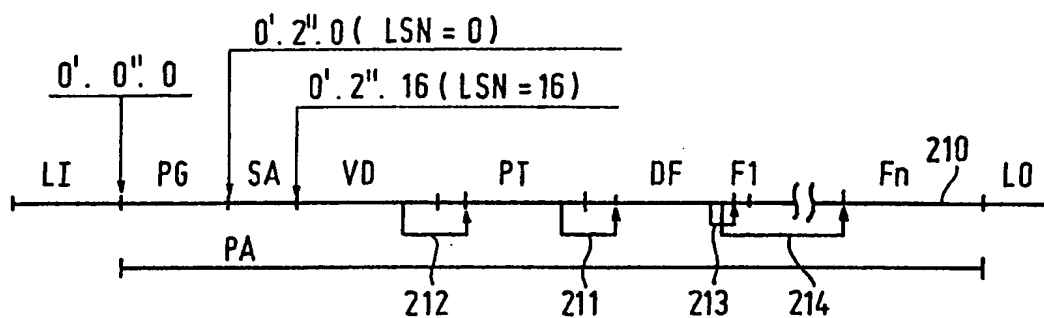 0'. 2". 0 ( LSN = 0)
0'. 0". 0
0'. 2". 16 ( LSN = 16)
LI PG SA VD PT DF F1 Fn 210 LO
PA
212 211 213 214